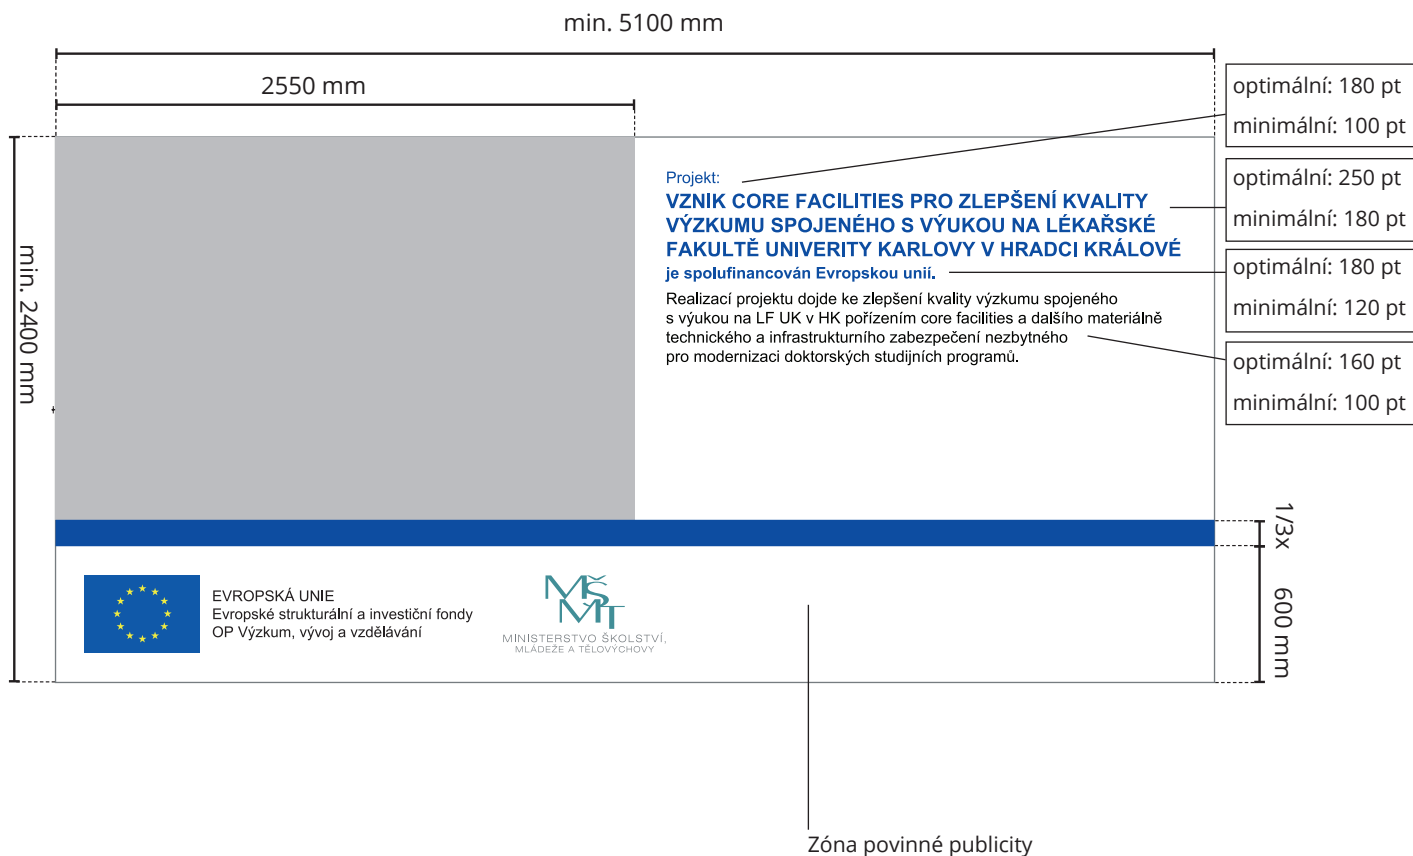 min. 5100 mm
2550 mm
min. 2400 mm
optimální: 180 pt
minimální: 100 pt
optimální: 250 pt
minimální: 180 pt
optimální: 180 pt
minimální: 120 pt
optimální: 160 pt
minimální: 100 pt
Projekt:
VZNIK CORE FACILITIES PRO ZLEPŠENÍ KVALITY
VÝZKUMU SPOJENÉHO S VÝUKOU NA LÉKAŘSKÉ
FAKULTĚ UNIVERITY KARLOVY V HRADCI KRÁLOVÉ
je spolufinancován Evropskou unií.
Realizací projektu dojde ke zlepšení kvality výzkumu spojeného
s výukou na LF UK v HK pořízením core facilities a dalšího materiálně
technického a infrastrukturního zabezpečení nezbytného
pro modernizaci doktorských studijních programů.
1/3x
600 mm
EVROPSKÁ UNIE
Evropské strukturální a investiční fondy
OP Výzkum, vývoj a vzdělávání
MŠ
MT
MINISTERSTVO ŠKOLSTVÍ,
MLÁDEŽE A TĚLOVÝCHOVY
Zóna povinné publicity